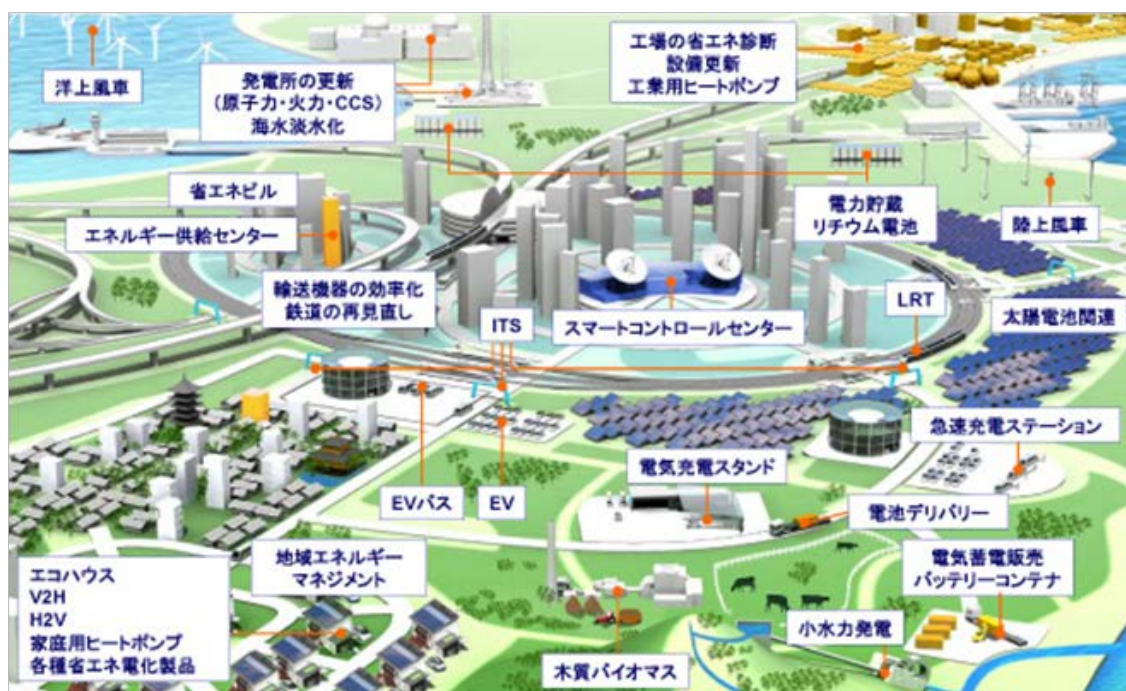 洋上風車
発電所の更新
(原子力・火力・CCS)
海水淡水化
工場の省エネ診断
設備更新
工業用ヒートポンプ
省エネビル
エネルギー供給センター
電力貯蔵
リチウム電池
陸上風車
輸送機器の効率化
鉄道の再見直し
ITS
スマートコントロールセンター
LRT
太陽電池関連
急速充電ステーション
電気充電スタンド
EVバス
EV
電池デリバリー
地域エネルギー
マネジメント
電気蓄電販売
バッテリーコンテナ
エコハウス
V2H
H2V
家庭用ヒートポンプ
各種省エネ電化製品
小水力発電
木質バイオマス